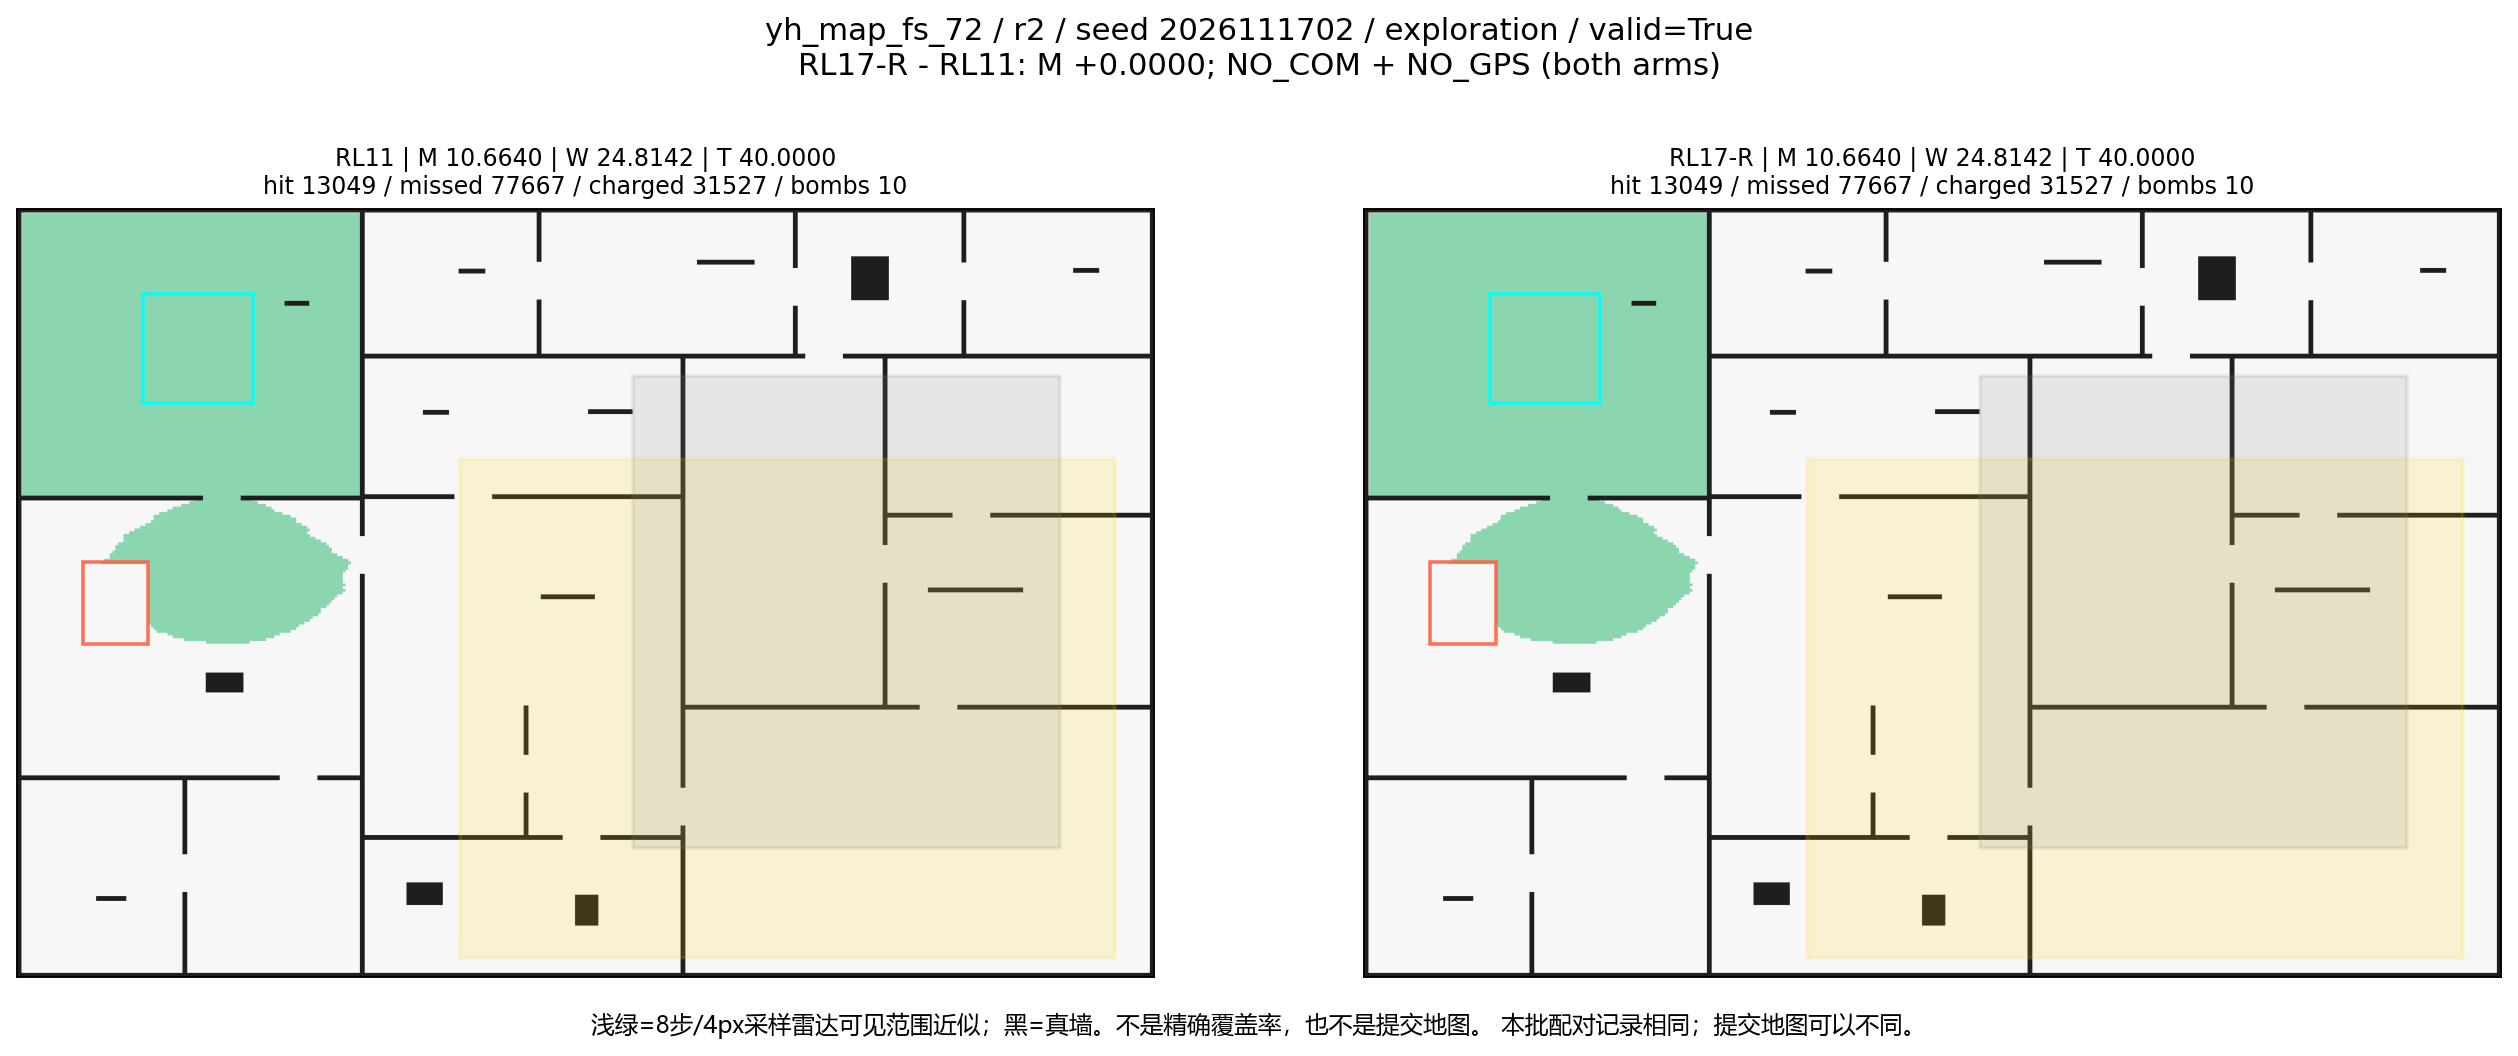 yh_map_fs_72 / r2 / seed 2026111702 / exploration / valid=True
RL17-R - RL11: M +0.0000; NO_COM + NO_GPS (both arms)
RL11 | M 10.6640 | W 24.8142 | T 40.0000
hit 13049 / missed 77667 / charged 31527 / bombs 10
RL17-R | M 10.6640 | W 24.8142 | T 40.0000
hit 13049 / missed 77667 / charged 31527 / bombs 10
浅绿=8步/4px采样雷达可见范围近似；黑=真墙。不是精确覆盖率，也不是提交地图。 本批配对记录相同；提交地图可以不同。